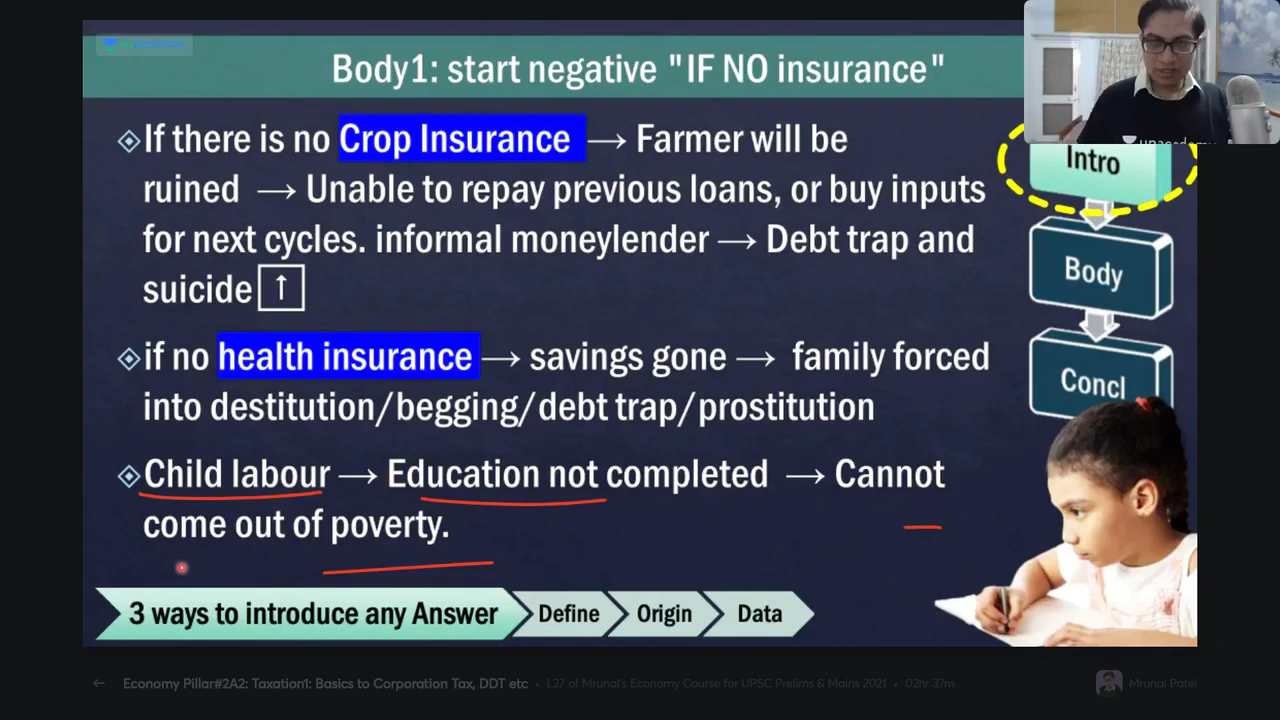 Body1: start negative "IF NO insurance"
If there is no Crop Insurance → Farmer will be
ruined → Unable to repay previous loans, or buy inputs
for next cycles. informal moneylender → Debt trap and
suicide ↑
if no health insurance → savings gone → family forced
into destitution/begging/debt trap/prostitution
Child labour → Education not completed → Cannot
come out of poverty.
3 ways to introduce any Answer
Define
Origin
Data
Intro
Body
Concl
← Economy Pillar#2A2: Taxation1: Basics to Corporation Tax, DDT etc • L27 of Mrunal's Economy Course for UPSC Prelims & Mains 2021 • 02hr 37m
Mrunal Patel